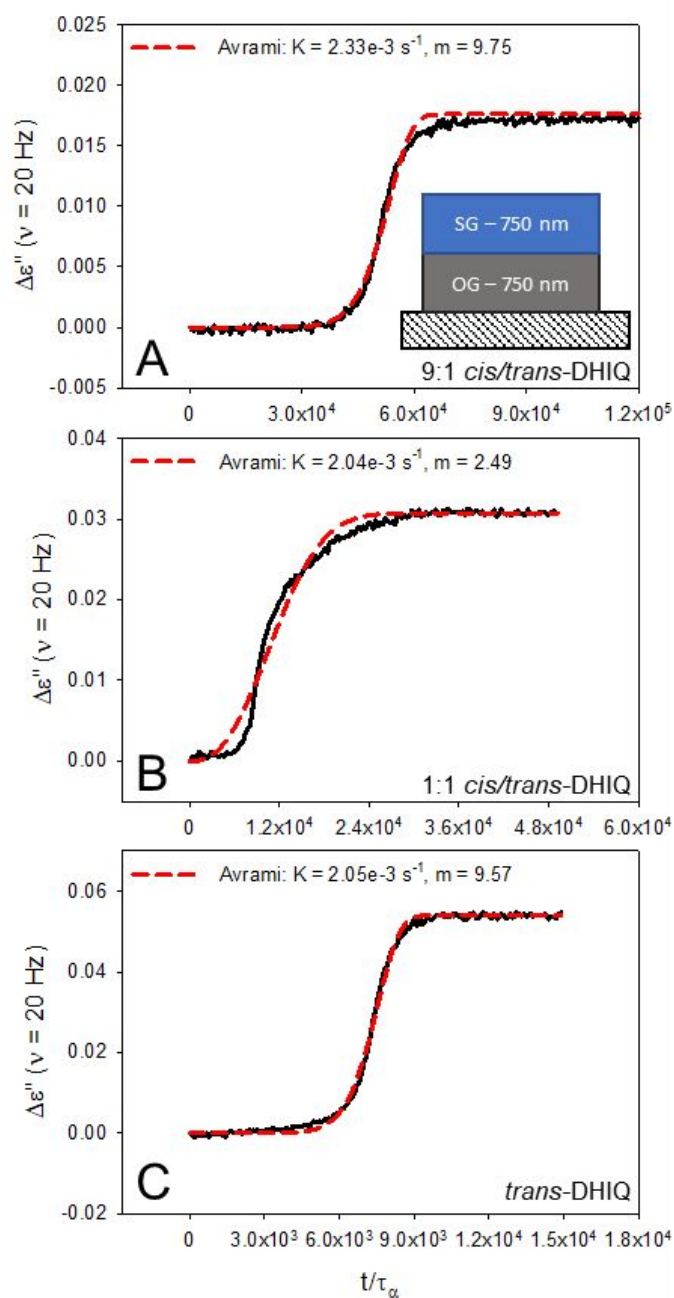 0.025
Avrami: K = 2.33e-3 s⁻¹, m = 9.75
0.020
0.015
0.010
0.005
0.000
-0.005
Δε" (ν = 20 Hz)
SG – 750 nm
OG – 750 nm
A
9:1 cis/trans-DHIQ
0 3.0x10⁴ 6.0x10⁴ 9.0x10⁴ 1.2x10⁵
0.04
Avrami: K = 2.04e-3 s⁻¹, m = 2.49
0.03
0.02
0.01
0.00
Δε" (ν = 20 Hz)
B
1:1 cis/trans-DHIQ
0 1.2x10⁴ 2.4x10⁴ 3.6x10⁴ 4.8x10⁴ 6.0x10⁴
Avrami: K = 2.05e-3 s⁻¹, m = 9.57
0.06
0.04
0.02
0.00
-0.02
Δε" (ν = 20 Hz)
C
trans-DHIQ
0 3.0x10³ 6.0x10³ 9.0x10³ 1.2x10⁴ 1.5x10⁴ 1.8x10⁴
t/τα